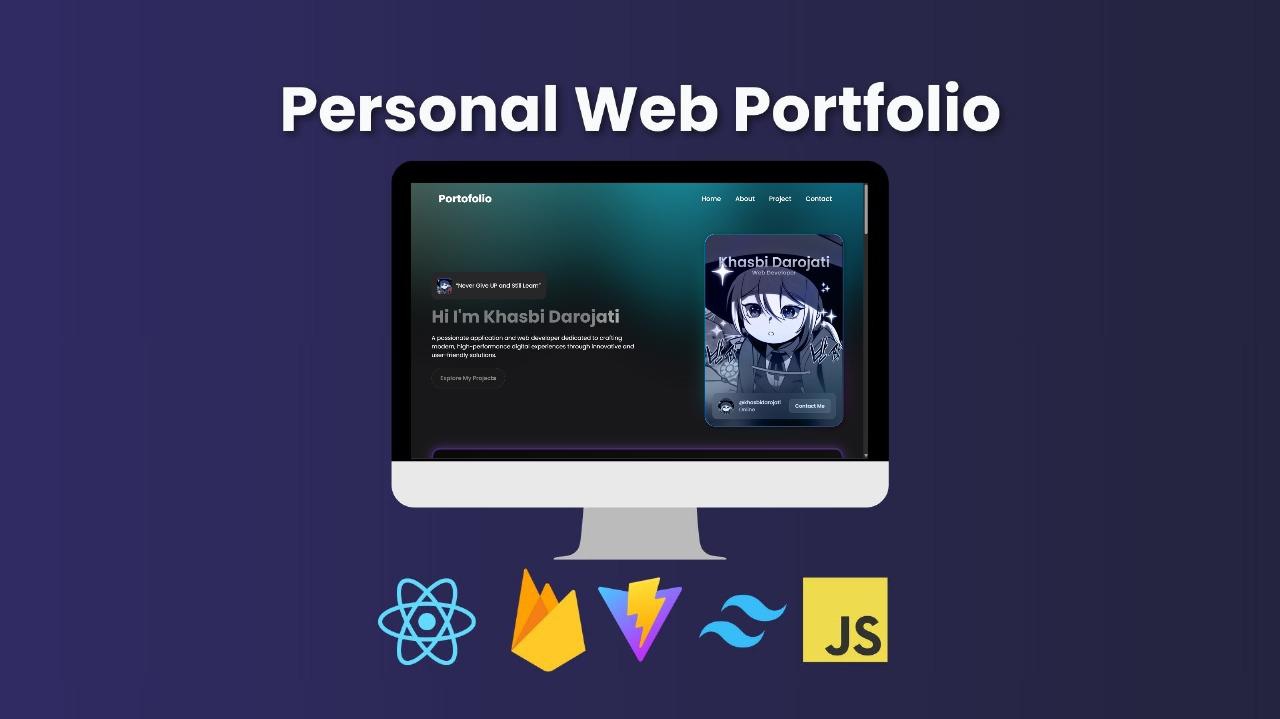 Personal Web Portfolio
Portofolio
Home About Project Contact
Khasbi Darojati
Web Developer
"Never Give UP and Still Learn"
Hi I'm Khasbi Darojati
A passionate application and web developer dedicated to crafting
modern, high-performance digital experiences through innovative and
user-friendly solutions.
Explore My Projects
@khasbidarojati
Online
Contact Me
JS